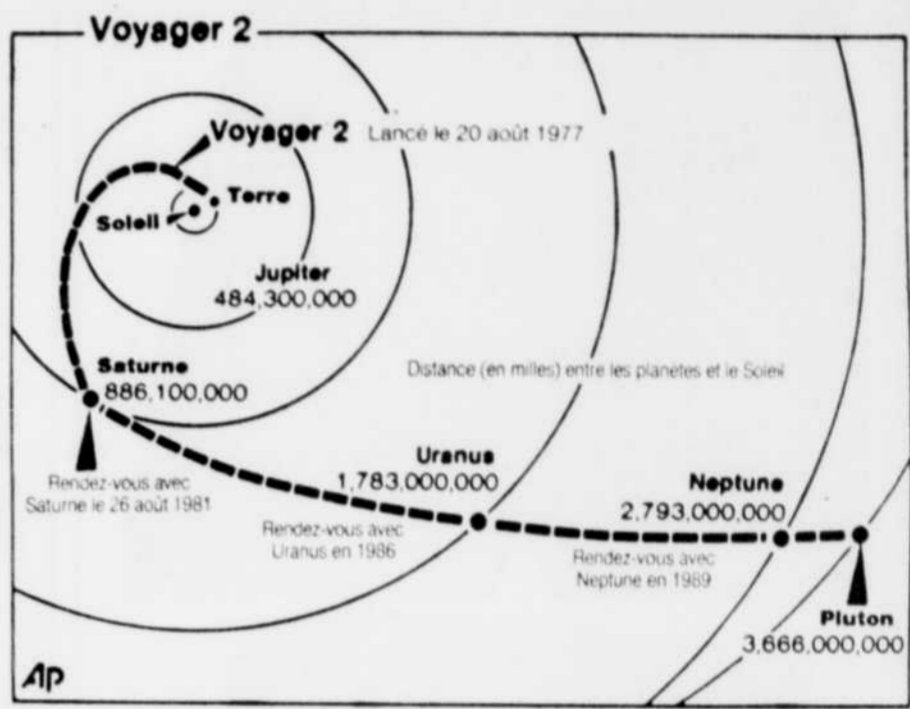 Voyager 2
Voyager 2 Lancé le 20 août 1977
Terre
Soleil
Jupiter
484,300,000
Saturne
886,100,000
Distance (en milles) entre les planètes et le Soleil
Rendez-vous avec
Saturne le 26 août 1981
Uranus
1,783,000,000
Rendez-vous avec
Uranus en 1986
Neptune
2,793,000,000
Rendez-vous avec
Neptune en 1989
Pluton
3,666,000,000
AP